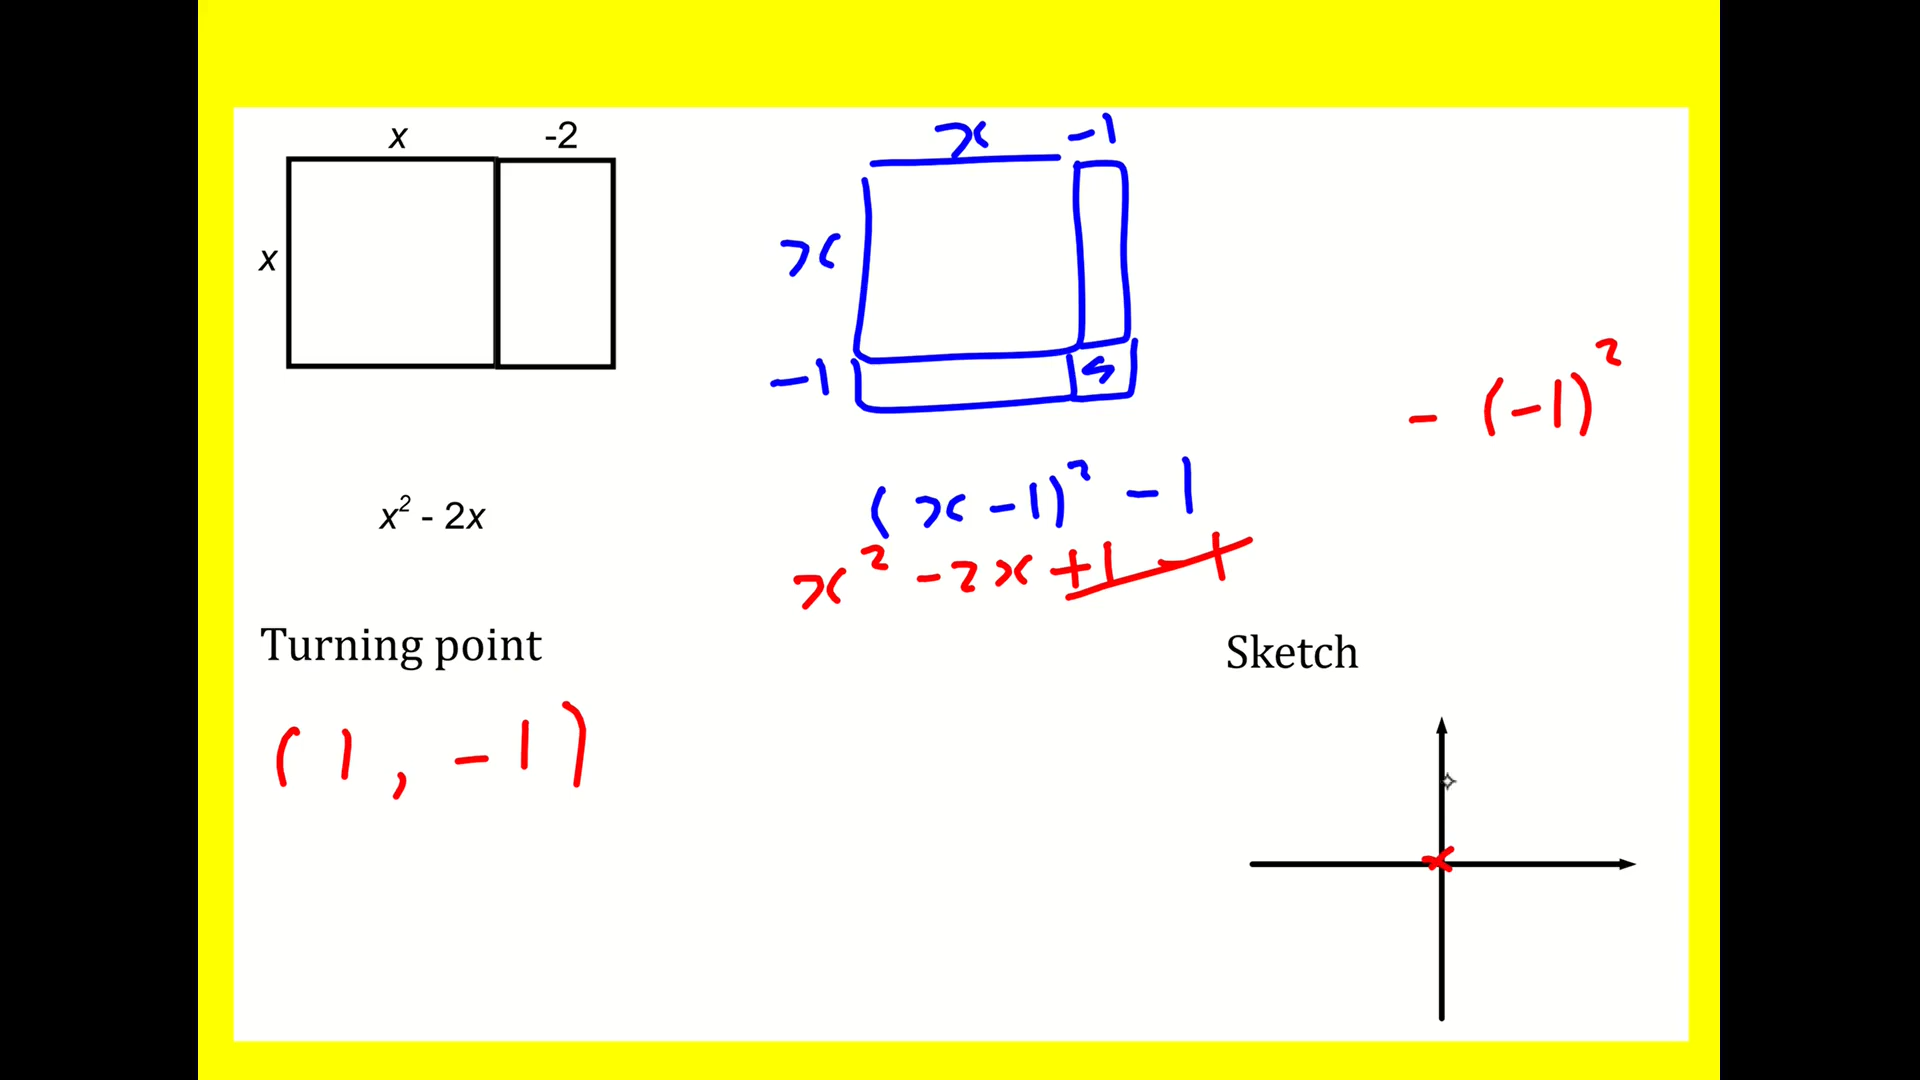 x -2
x
x² - 2x
x -1
x
-1
- (-1)²
(x-1)² - 1
x² - 2x + 1 - 1
Turning point
(1, -1)
Sketch